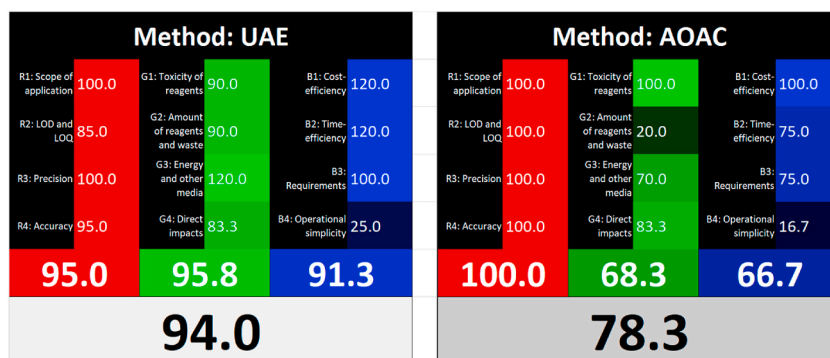 Method: UAE
R1: Scope of
application
100.0
G1: Toxicity of
reagents
90.0
B1: Cost-
efficiency
120.0
R2: LOD and
LOQ
85.0
G2: Amount
of reagents
and waste
90.0
B2: Time-
efficiency
120.0
R3: Precision
100.0
G3: Energy
and other
media
120.0
B3:
Requirements
100.0
R4: Accuracy
95.0
G4: Direct
impacts
83.3
B4: Operational
simplicity
25.0
95.0
95.8
91.3
94.0
Method: AOAC
R1: Scope of
application
100.0
G1: Toxicity of
reagents
100.0
B1: Cost-
efficiency
100.0
R2: LOD and
LOQ
100.0
G2: Amount
of reagents
and waste
20.0
B2: Time-
efficiency
75.0
R3: Precision
100.0
G3: Energy
and other
media
70.0
B3:
Requirements
75.0
R4: Accuracy
100.0
G4: Direct
impacts
83.3
B4: Operational
simplicity
16.7
100.0
68.3
66.7
78.3